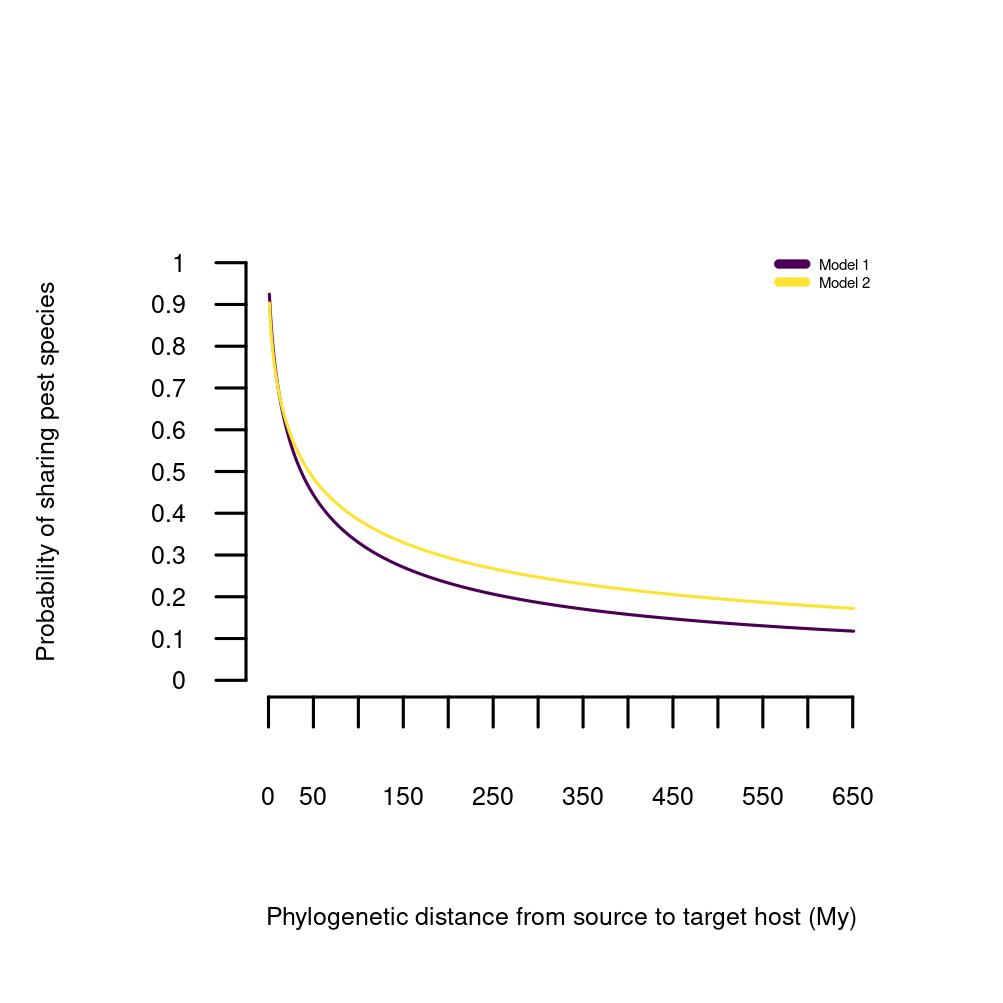 Model 1
Model 2
Probability of sharing pest species
1
0.9
0.8
0.7
0.6
0.5
0.4
0.3
0.2
0.1
0
0 50 150 250 350 450 550 650
Phylogenetic distance from source to target host (My)